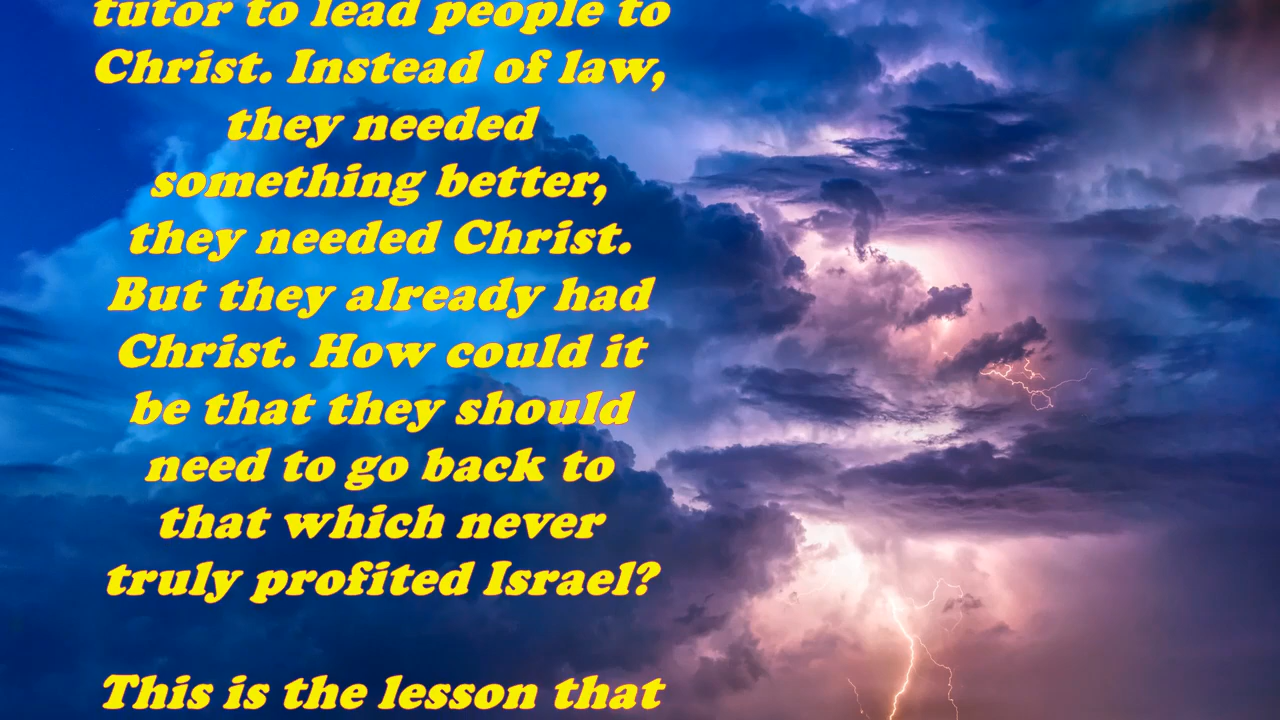 tutor to lead people to
Christ. Instead of law,
they needed
something better,
they needed Christ.
But they already had
Christ. How could it
be that they should
need to go back to
that which never
truly profited Israel?
This is the lesson that